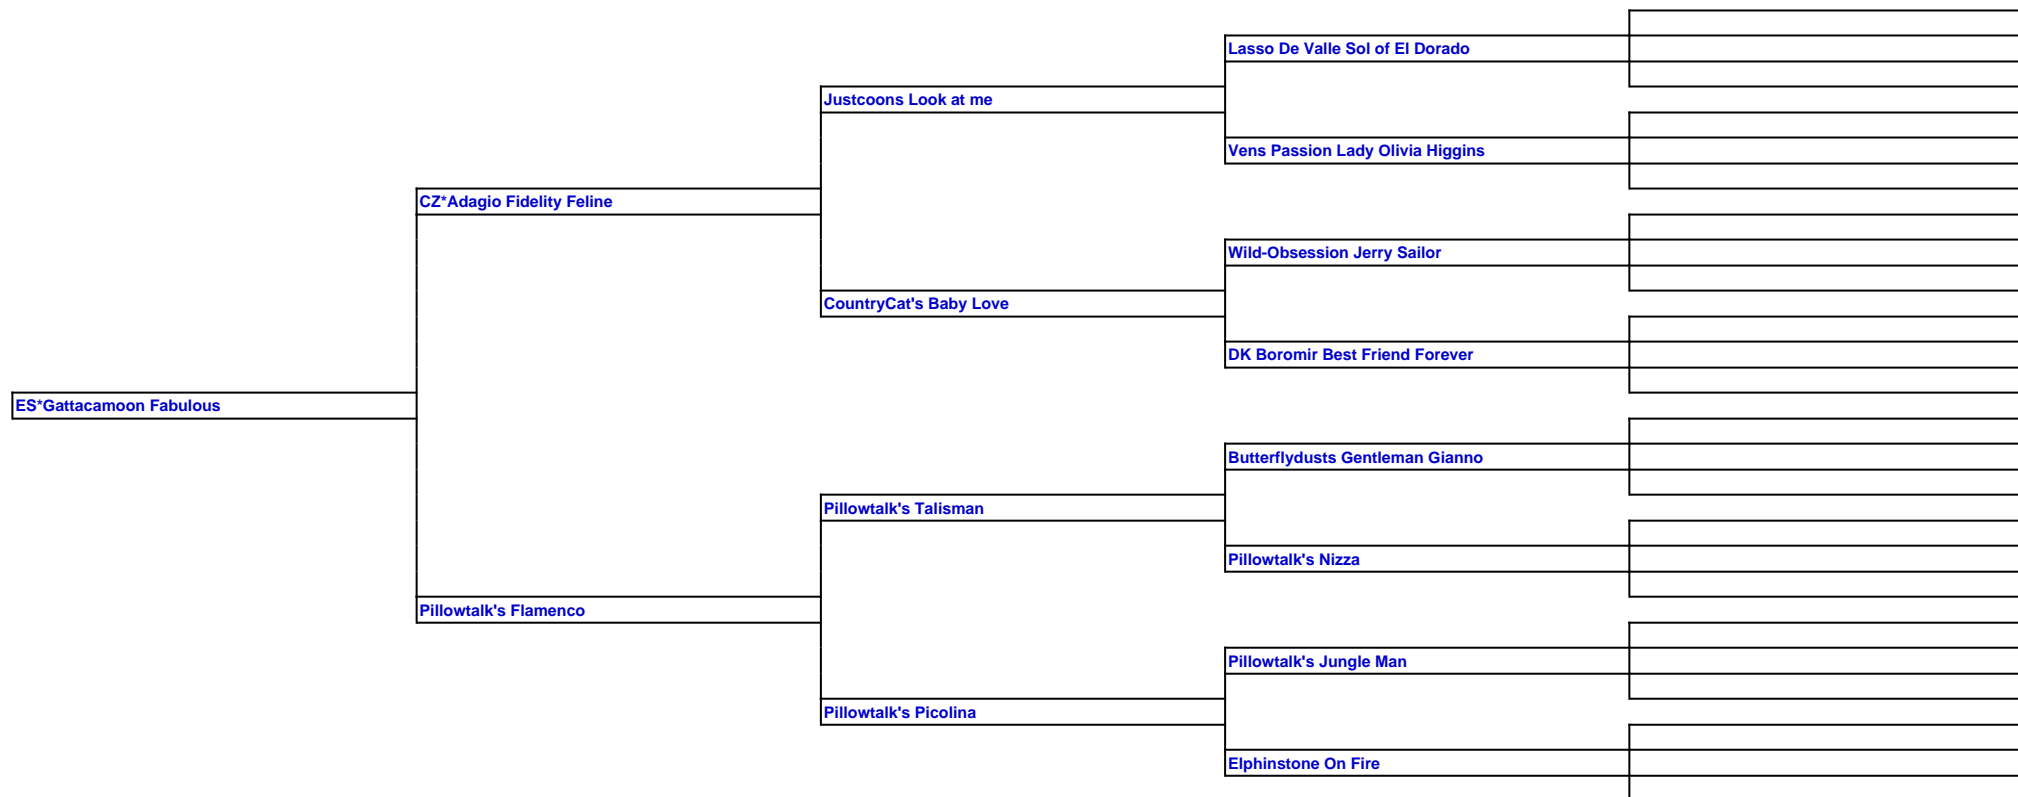 Lasso De Valle Sol of El Dorado
Justcoons Look at me
Vens Passion Lady Olivia Higgins
CZ*Adagio Fidelity Feline
Wild-Obsession Jerry Sailor
CountryCat's Baby Love
DK Boromir Best Friend Forever
ES*Gattacamoon Fabulous
Butterflydusts Gentleman Gianno
Pillowtalk's Talisman
Pillowtalk's Nizza
Pillowtalk's Flamenco
Pillowtalk's Jungle Man
Pillowtalk's Picolina
Elphinstone On Fire